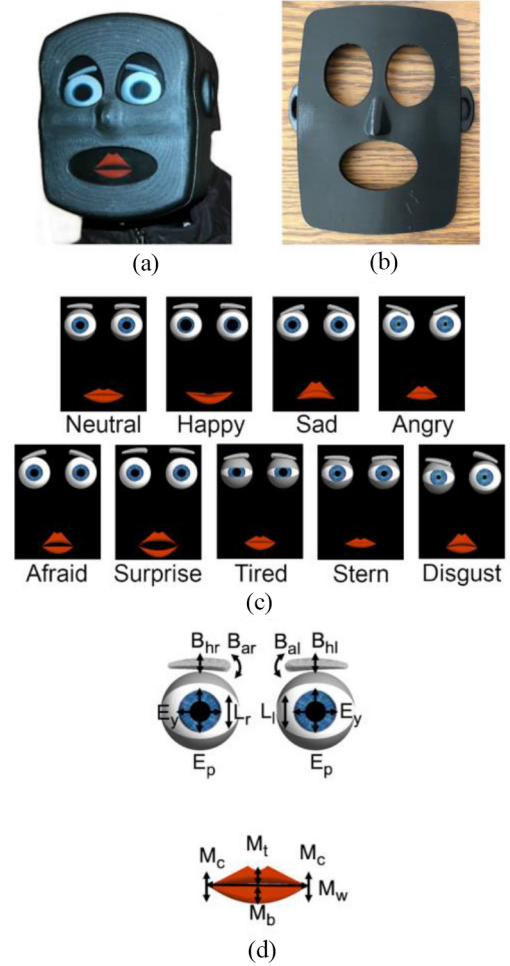 (a) (b)
Neutral Happy Sad Angry
Afraid Surprise Tired Stern Disgust
(c)
Bhr Bar Bal Bhl
Ey Lr Ll Ey
Ep Ep
Mt
Mc Mc
Mw
Mb
(d)